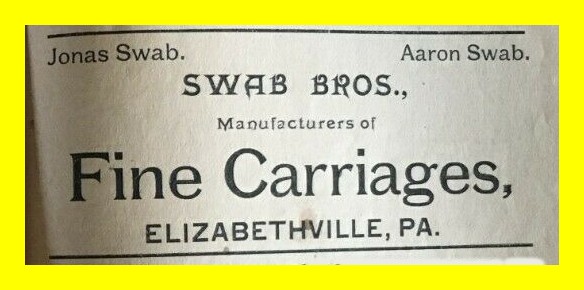 Jonas Swab. Aaron Swab.
SWAB BROS.,
Manufacturers of
Fine Carriages,
ELIZABETHVILLE, PA.